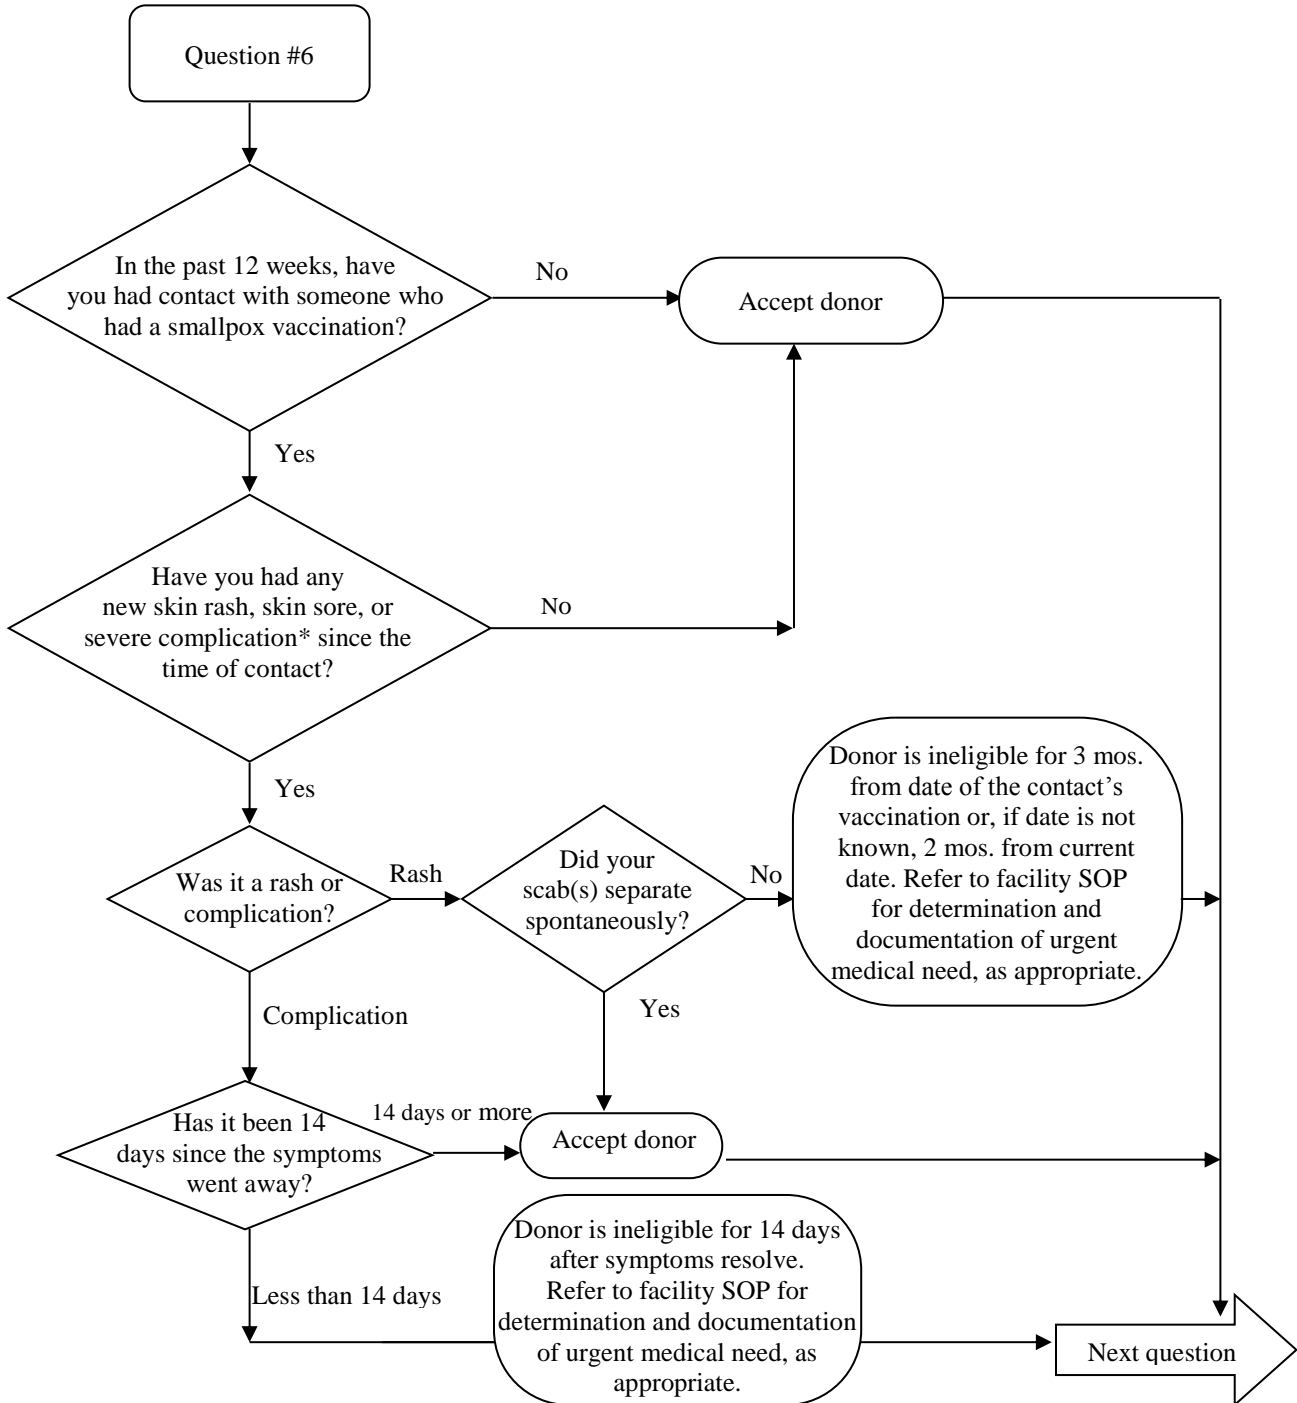 Question #6
In the past 12 weeks, have
you had contact with someone who
had a smallpox vaccination?
No
Accept donor
Yes
Have you had any
new skin rash, skin sore, or
severe complication* since the
time of contact?
No
Yes
Was it a rash or
complication?
Rash
Did your
scab(s) separate
spontaneously?
No
Donor is ineligible for 3 mos.
from date of the contact’s
vaccination or, if date is not
known, 2 mos. from current
date. Refer to facility SOP
for determination and
documentation of urgent
medical need, as appropriate.
Complication
Yes
Has it been 14
days since the symptoms
went away?
14 days or more
Accept donor
Less than 14 days
Donor is ineligible for 14 days
after symptoms resolve.
Refer to facility SOP for
determination and documentation
of urgent medical need, as
appropriate.
Next question